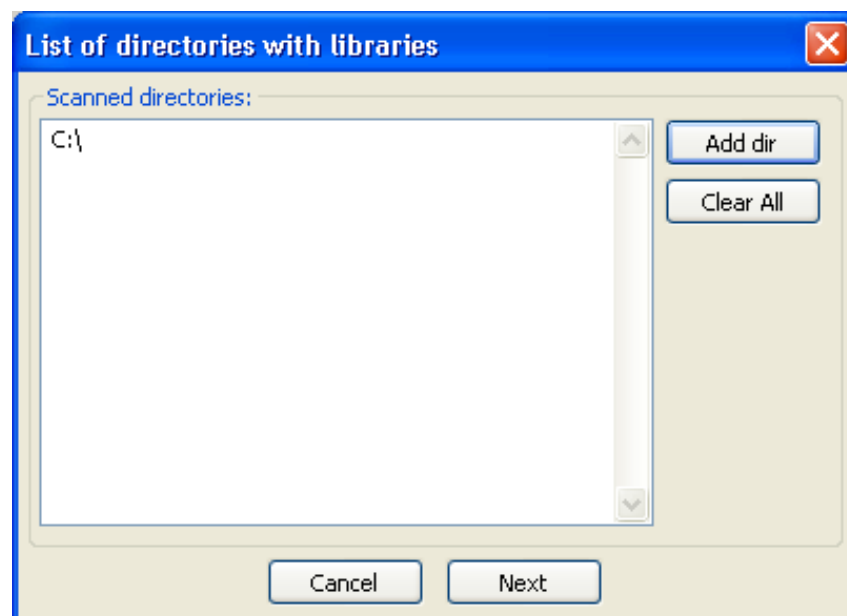 List of directories with libraries
Scanned directories:
C:\
Add dir
Clear All
Cancel
Next